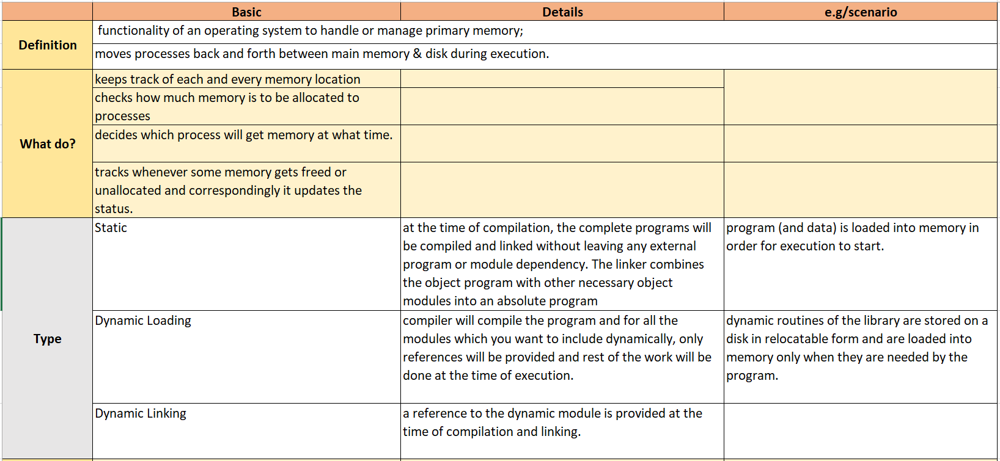 Basic Details e.g/scenario
Definition
functionality of an operating system to handle or manage primary memory;
moves processes back and forth between main memory & disk during execution.
What do?
keeps track of each and every memory location
checks how much memory is to be allocated to
processes
decides which process will get memory at what time.
tracks whenever some memory gets freed or
unallocated and correspondingly it updates the
status.
Type
Static
at the time of compilation, the complete programs will
be compiled and linked without leaving any external
program or module dependency. The linker combines
the object program with other necessary object
modules into an absolute program
program (and data) is loaded into memory in
order for execution to start.
Dynamic Loading
compiler will compile the program and for all the
modules which you want to include dynamically, only
references will be provided and rest of the work will be
done at the time of execution.
dynamic routines of the library are stored on a
disk in relocatable form and are loaded into
memory only when they are needed by the
program.
Dynamic Linking
a reference to the dynamic module is provided at the
time of compilation and linking.